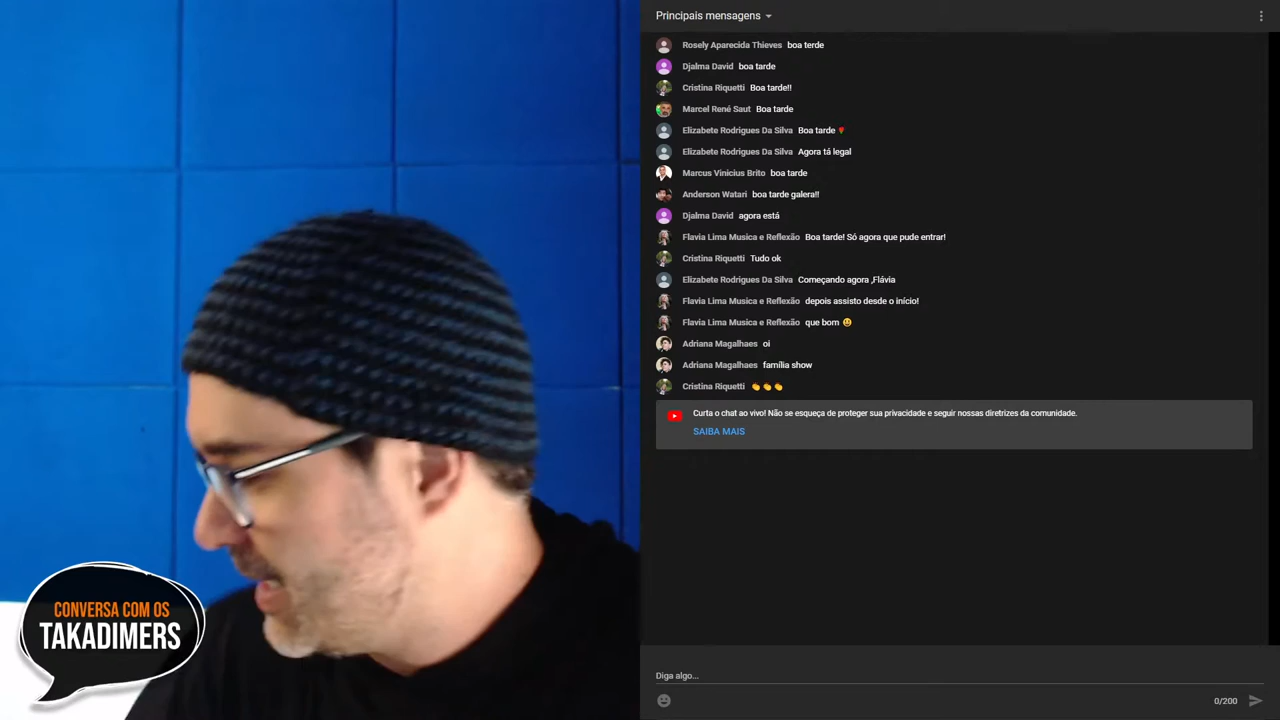 Principais mensagens
Rosely Aparecida Thieves boa terde
Djalma David boa tarde
Cristina Riquetti Boa tarde!!
Marcel René Saut Boa tarde
Elizabete Rodrigues Da Silva Boa tarde🌹
Elizabete Rodrigues Da Silva Agora tá legal
Marcus Vinicius Brito boa tarde
Anderson Watari boa tarde galera!!
Djalma David agora está
Flavia Lima Musica e Reflexão Boa tarde! Só agora que pude entrar!
Cristina Riquetti Tudo ok
Elizabete Rodrigues Da Silva Começando agora ,Flávia
Flavia Lima Musica e Reflexão depois assisto desde o início!
Flavia Lima Musica e Reflexão que bom 😃
Adriana Magalhaes oi
Adriana Magalhaes família show
Cristina Riquetti 👏👏👏
Curta o chat ao vivo! Não se esqueça de proteger sua privacidade e seguir nossas diretrizes da comunidade.
SAIBA MAIS
CONVERSA COM OS
TAKADIMERS
Diga algo...
0/200